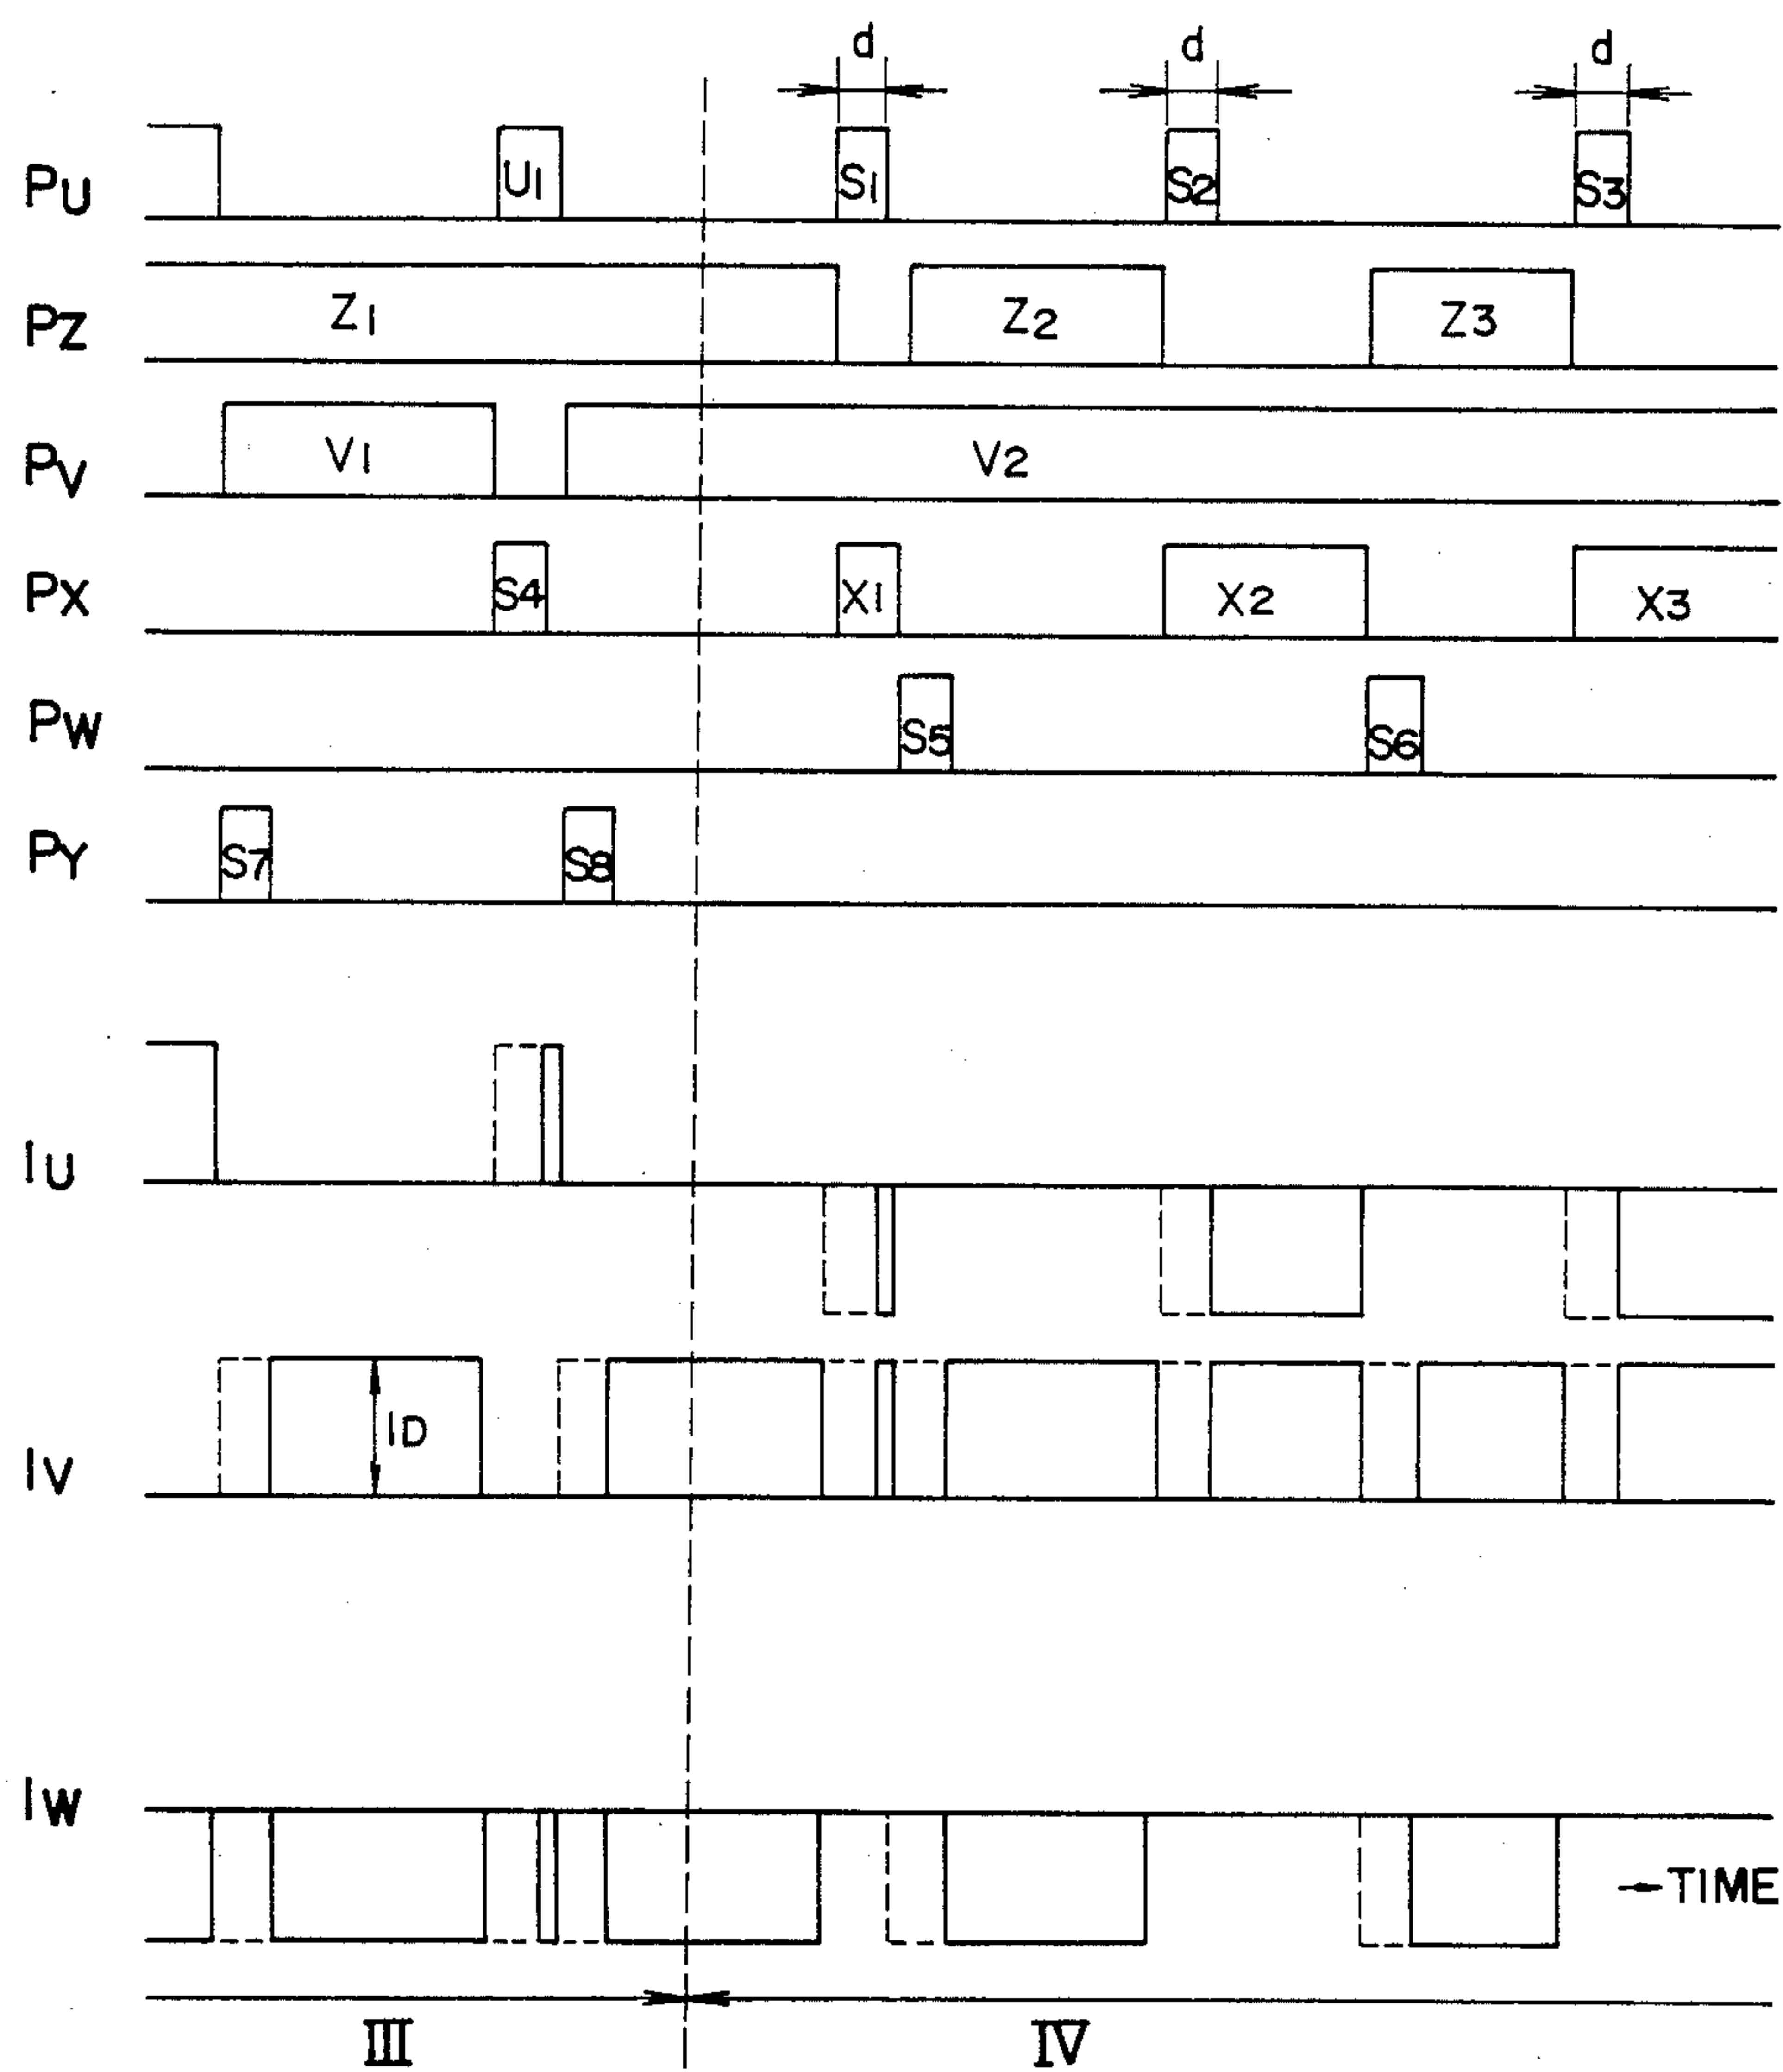 d d d
PU U1 S1 S2 S3
PZ Z1 Z2 Z3
PV V1 V2
PX S4 X1 X2 X3
PW S5 S6
PY S7 S8
IU
IV ID
IW
TIME
III IV